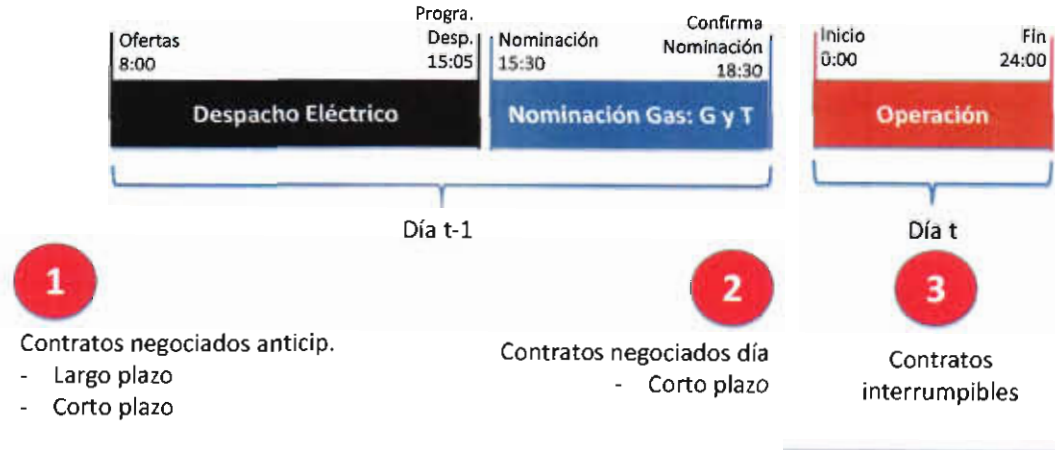 Ofertas
8:00
Progra.
Desp.
15:05
Nominación
15:30
Confirma
Nominación
18:30
Inicio
0:00
Fin
24:00
Despacho Eléctrico
Nominación Gas: G y T
Operación
Día t-1
Día t
1
Contratos negociados anticip.
- Largo plazo
- Corto plazo
2
Contratos negociados día
- Corto plazo
3
Contratos
interrumpibles